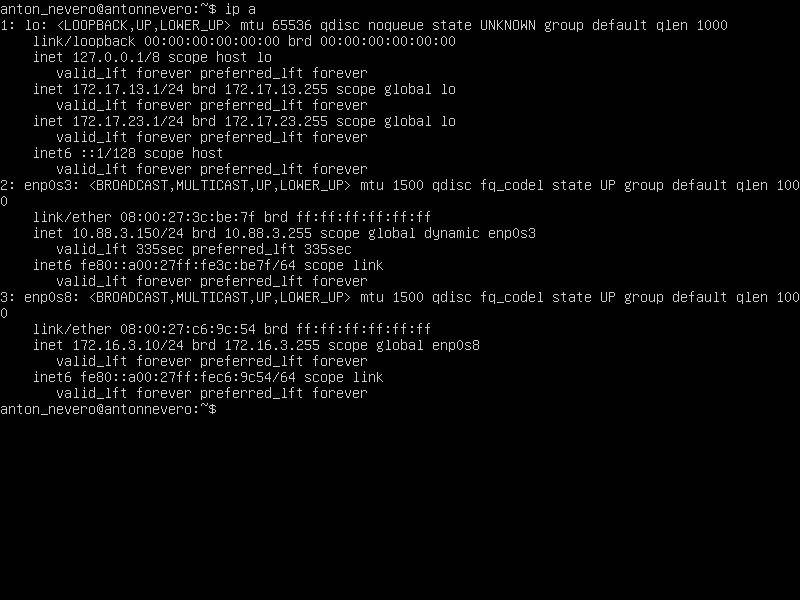 anton_nevero@antonnevero:~$ ip a
1: lo: <LOOPBACK,UP,LOWER_UP> mtu 65536 qdisc noqueue state UNKNOWN group default qlen 1000
    link/loopback 00:00:00:00:00:00 brd 00:00:00:00:00:00
    inet 127.0.0.1/8 scope host lo
       valid_lft forever preferred_lft forever
    inet 172.17.13.1/24 brd 172.17.13.255 scope global lo
       valid_lft forever preferred_lft forever
    inet 172.17.23.1/24 brd 172.17.23.255 scope global lo
       valid_lft forever preferred_lft forever
    inet6 ::1/128 scope host
       valid_lft forever preferred_lft forever
2: enp0s3: <BROADCAST,MULTICAST,UP,LOWER_UP> mtu 1500 qdisc fq_codel state UP group default qlen 100
0
    link/ether 08:00:27:3c:be:7f brd ff:ff:ff:ff:ff:ff
    inet 10.88.3.150/24 brd 10.88.3.255 scope global dynamic enp0s3
       valid_lft 335sec preferred_lft 335sec
    inet6 fe80::a00:27ff:fe3c:be7f/64 scope link
       valid_lft forever preferred_lft forever
3: enp0s8: <BROADCAST,MULTICAST,UP,LOWER_UP> mtu 1500 qdisc fq_codel state UP group default qlen 100
0
    link/ether 08:00:27:c6:9c:54 brd ff:ff:ff:ff:ff:ff
    inet 172.16.3.10/24 brd 172.16.3.255 scope global enp0s8
       valid_lft forever preferred_lft forever
    inet6 fe80::a00:27ff:fec6:9c54/64 scope link
       valid_lft forever preferred_lft forever
anton_nevero@antonnevero:~$